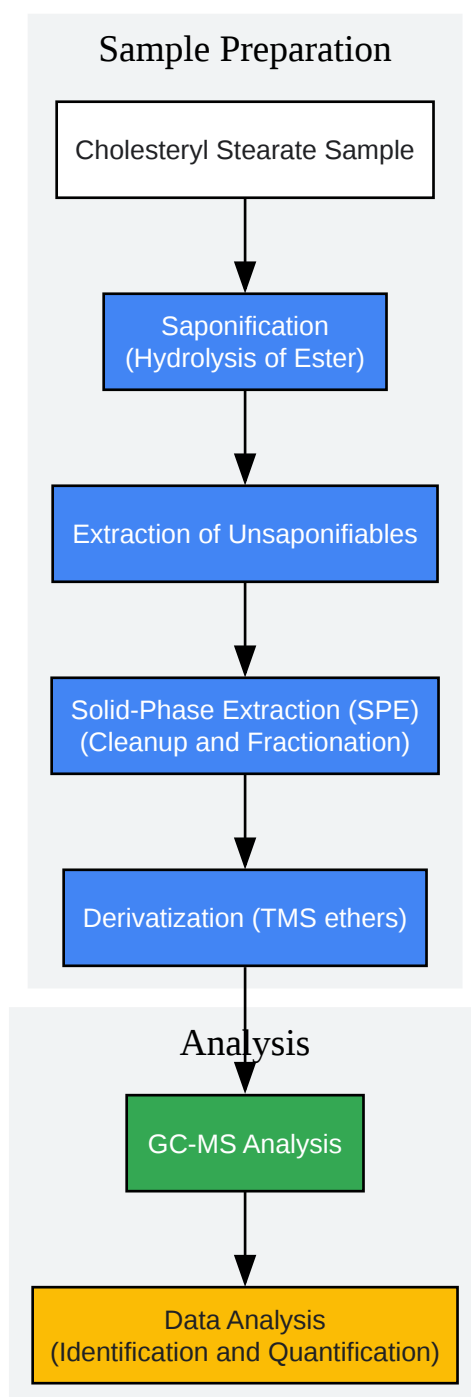 Sample Preparation
Cholesteryl Stearate Sample
Saponification
(Hydrolysis of Ester)
Extraction of Unsaponifiables
Solid-Phase Extraction (SPE)
(Cleanup and Fractionation)
Derivatization (TMS ethers)
Analysis
GC-MS Analysis
Data Analysis
(Identification and Quantification)